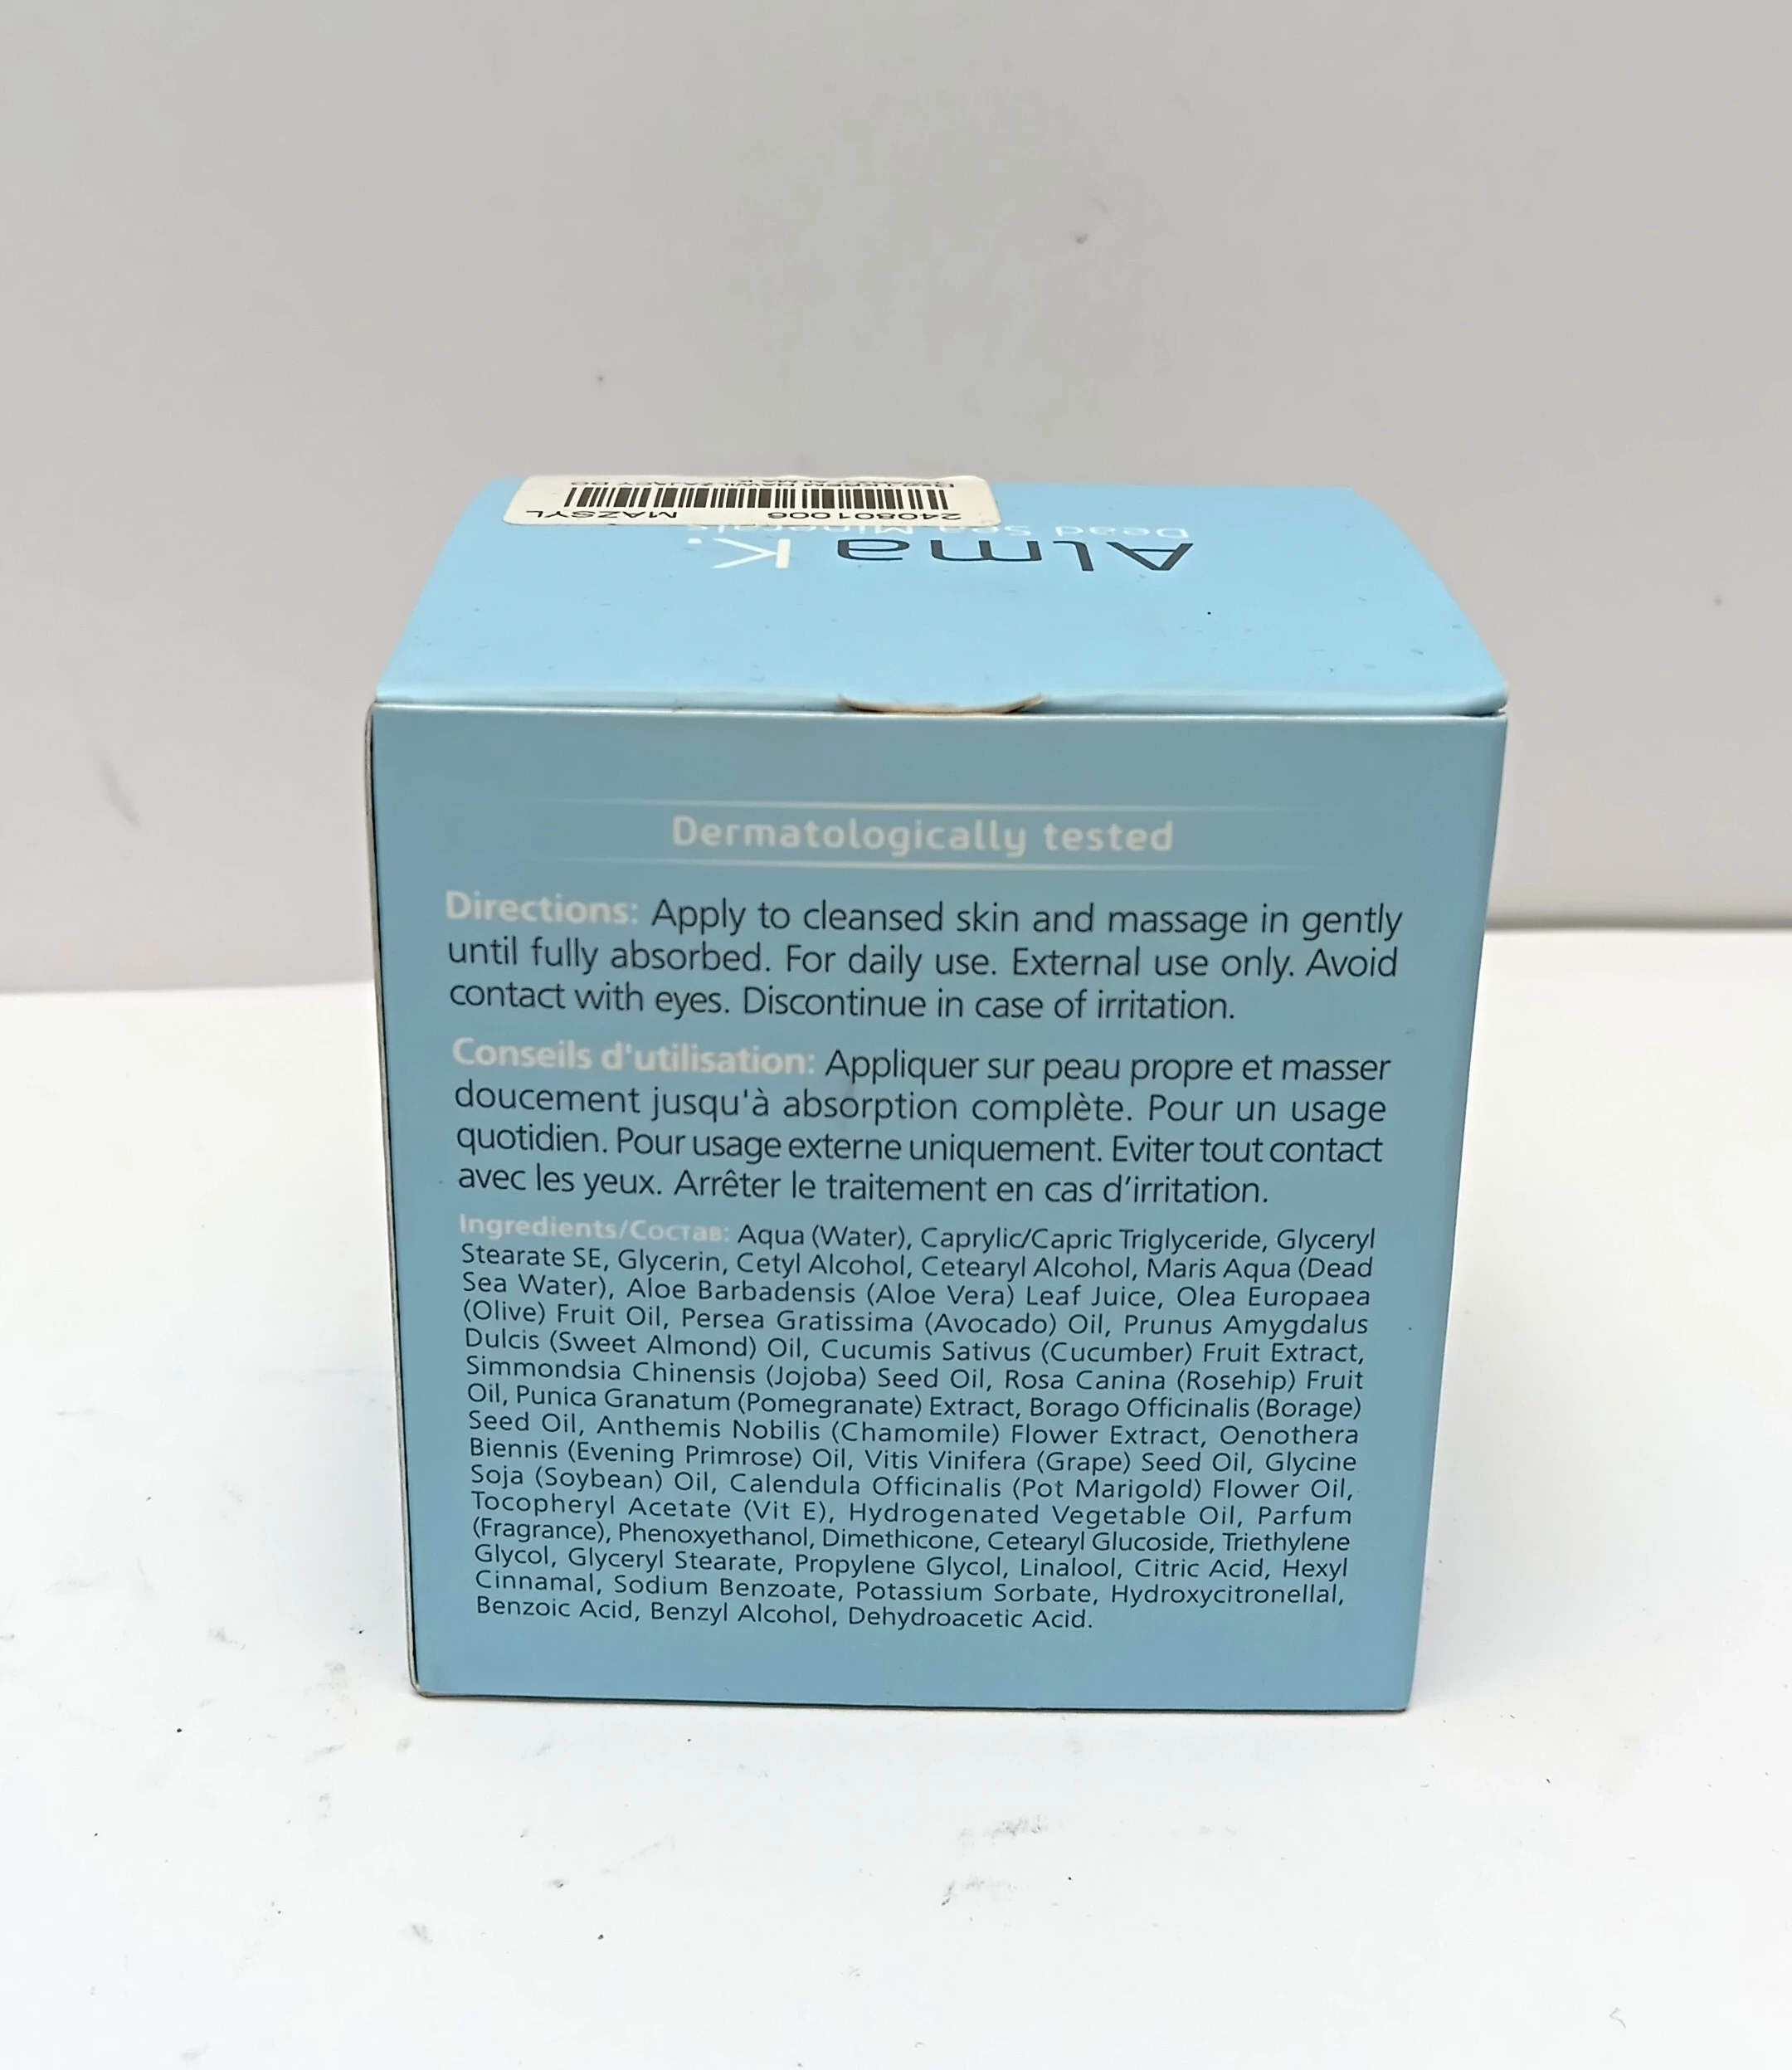 KREM NAWILŻAJĄCY DO
240801006 MAZSYL
Dead Sea Minerals
Alma K.
Dermatologically tested
Directions: Apply to cleansed skin and massage in gently
until fully absorbed. For daily use. External use only. Avoid
contact with eyes. Discontinue in case of irritation.
Conseils d'utilisation: Appliquer sur peau propre et masser
doucement jusqu'à absorption complète. Pour un usage
quotidien. Pour usage externe uniquement. Eviter tout contact
avec les yeux. Arrêter le traitement en cas d'irritation.
Ingredients/Состав: Aqua (Water), Caprylic/Capric Triglyceride, Glyceryl
Stearate SE, Glycerin, Cetyl Alcohol, Cetearyl Alcohol, Maris Aqua (Dead
Sea Water), Aloe Barbadensis (Aloe Vera) Leaf Juice, Olea Europaea
(Olive) Fruit Oil, Persea Gratissima (Avocado) Oil, Prunus Amygdalus
Dulcis (Sweet Almond) Oil, Cucumis Sativus (Cucumber) Fruit Extract,
Simmondsia Chinensis (Jojoba) Seed Oil, Rosa Canina (Rosehip) Fruit
Oil, Punica Granatum (Pomegranate) Extract, Borago Officinalis (Borage)
Seed Oil, Anthemis Nobilis (Chamomile) Flower Extract, Oenothera
Biennis (Evening Primrose) Oil, Vitis Vinifera (Grape) Seed Oil, Glycine
Soja (Soybean) Oil, Calendula Officinalis (Pot Marigold) Flower Oil,
Tocopheryl Acetate (Vit E), Hydrogenated Vegetable Oil, Parfum
(Fragrance), Phenoxyethanol, Dimethicone, Cetearyl Glucoside, Triethylene
Glycol, Glyceryl Stearate, Propylene Glycol, Linalool, Citric Acid, Hexyl
Cinnamal, Sodium Benzoate, Potassium Sorbate, Hydroxycitronellal,
Benzoic Acid, Benzyl Alcohol, Dehydroacetic Acid.